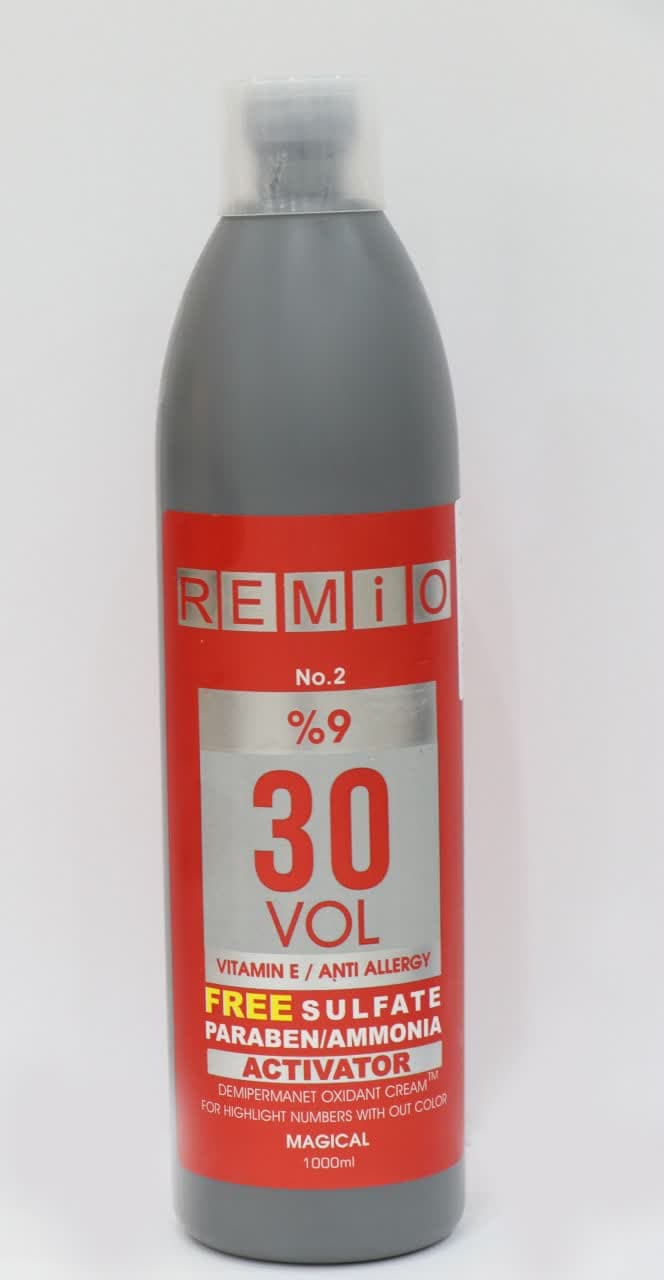 REMiO
No.2
%9
30
VOL
VITAMIN E / ANTI ALLERGY
FREE SULFATE
PARABEN/AMMONIA
ACTIVATOR
DEMIPERMANET OXIDANT CREAM™
FOR HIGHLIGHT NUMBERS WITH OUT COLOR
MAGICAL
1000ml